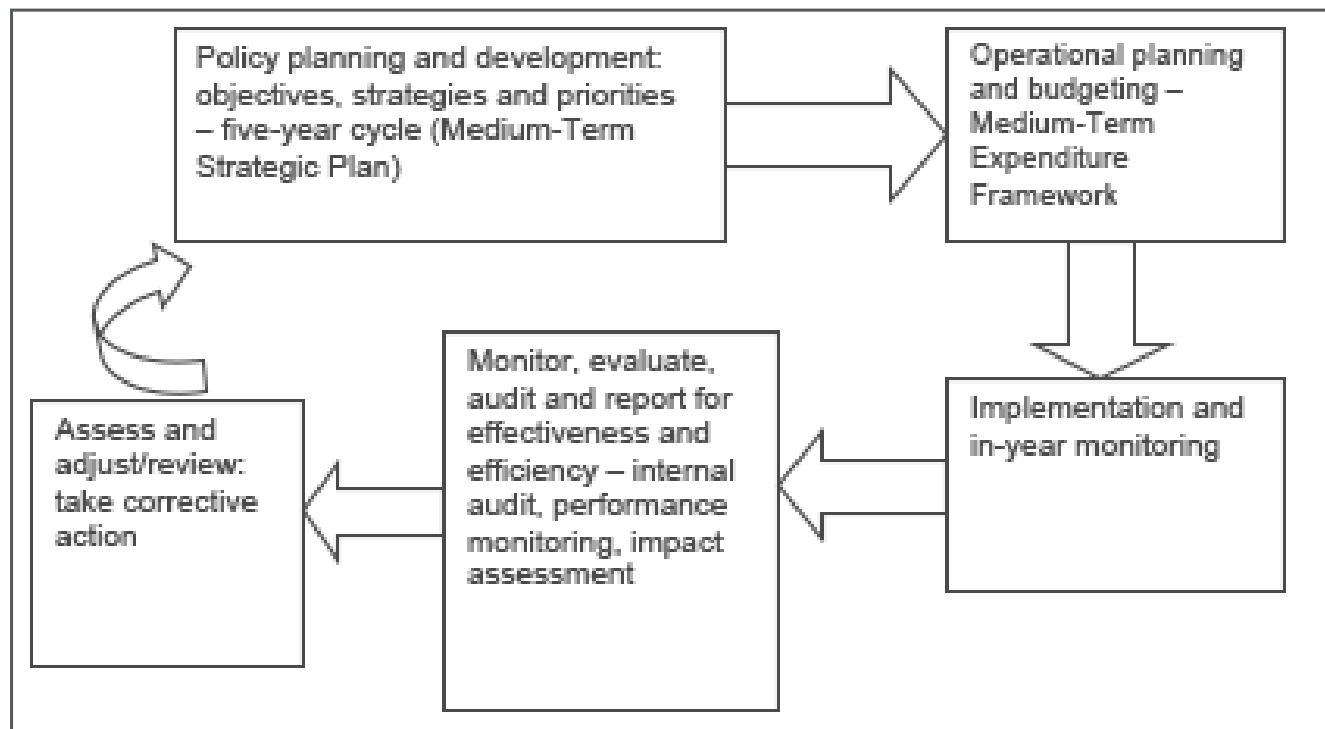 Policy planning and development:
objectives, strategies and priorities
– five-year cycle (Medium-Term
Strategic Plan)
Operational planning
and budgeting –
Medium-Term
Expenditure
Framework
Implementation and
in-year monitoring
Monitor, evaluate,
audit and report for
effectiveness and
efficiency – internal
audit, performance
monitoring, impact
assessment
Assess and
adjust/review:
take corrective
action